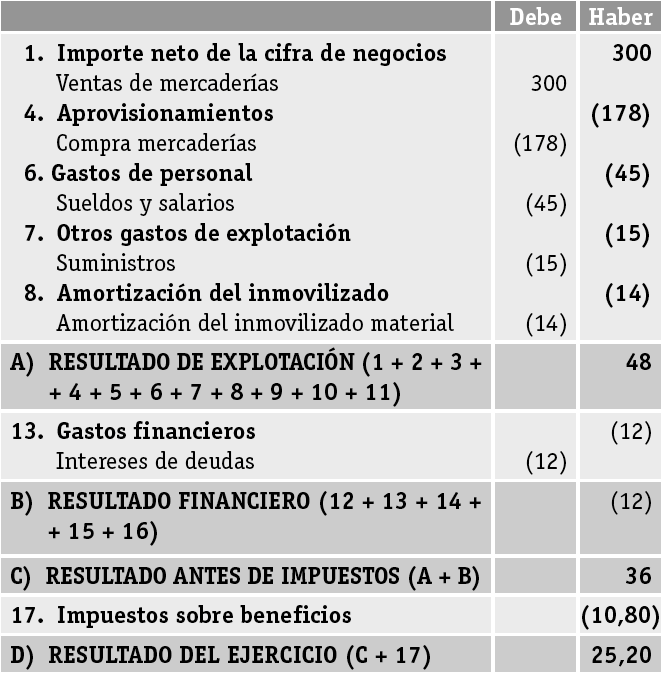 Debe Haber
1. Importe neto de la cifra de negocios 300
Ventas de mercaderías 300
4. Aprovisionamientos (178)
Compra mercaderías (178)
6. Gastos de personal (45)
Sueldos y salarios (45)
7. Otros gastos de explotación (15)
Suministros (15)
8. Amortización del inmovilizado (14)
Amortización del inmovilizado material (14)
A) RESULTADO DE EXPLOTACIÓN (1 + 2 + 3 + 48
+ 4 + 5 + 6 + 7 + 8 + 9 + 10 + 11)
13. Gastos financieros (12)
Intereses de deudas (12)
B) RESULTADO FINANCIERO (12 + 13 + 14 + (12)
+ 15 + 16)
C) RESULTADO ANTES DE IMPUESTOS (A + B) 36
17. Impuestos sobre beneficios (10,80)
D) RESULTADO DEL EJERCICIO (C + 17) 25,20